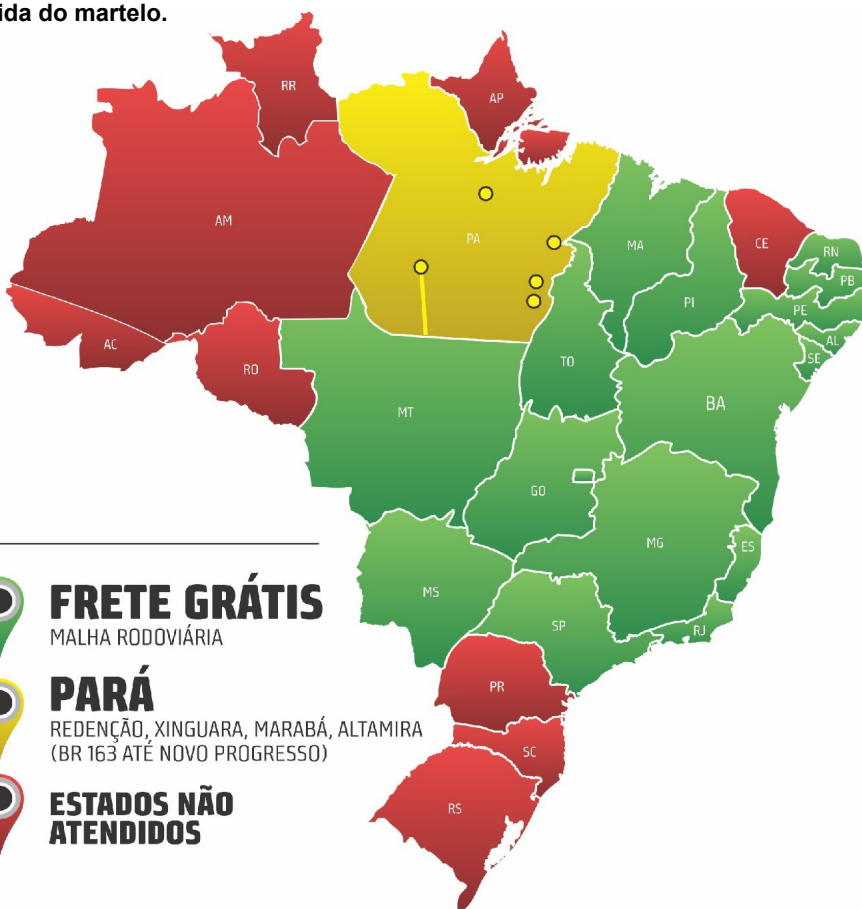 ida do martelo.
RR
AP
AM
PA
MA
CE
RN
PB
PI
PE
AL
SE
AC
RO
TO
MT
BA
GO
MG
ES
MS
SP
RJ
PR
SC
RS
FRETE GRÁTIS
MALHA RODOVIÁRIA
PARÁ
REDENÇÃO, XINGUARA, MARABÁ, ALTAMIRA
(BR 163 ATÉ NOVO PROGRESSO)
ESTADOS NÃO
ATENDIDOS